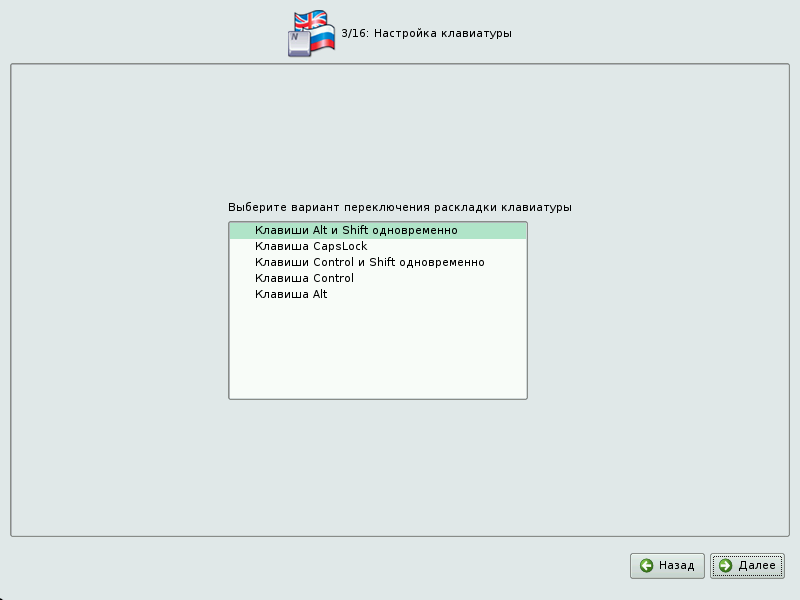 3/16: Настройка клавиатуры
Выберите вариант переключения раскладки клавиатуры
Клавиши Alt и Shift одновременно
Клавиша CapsLock
Клавиши Control и Shift одновременно
Клавиша Control
Клавиша Alt
Назад
Далее